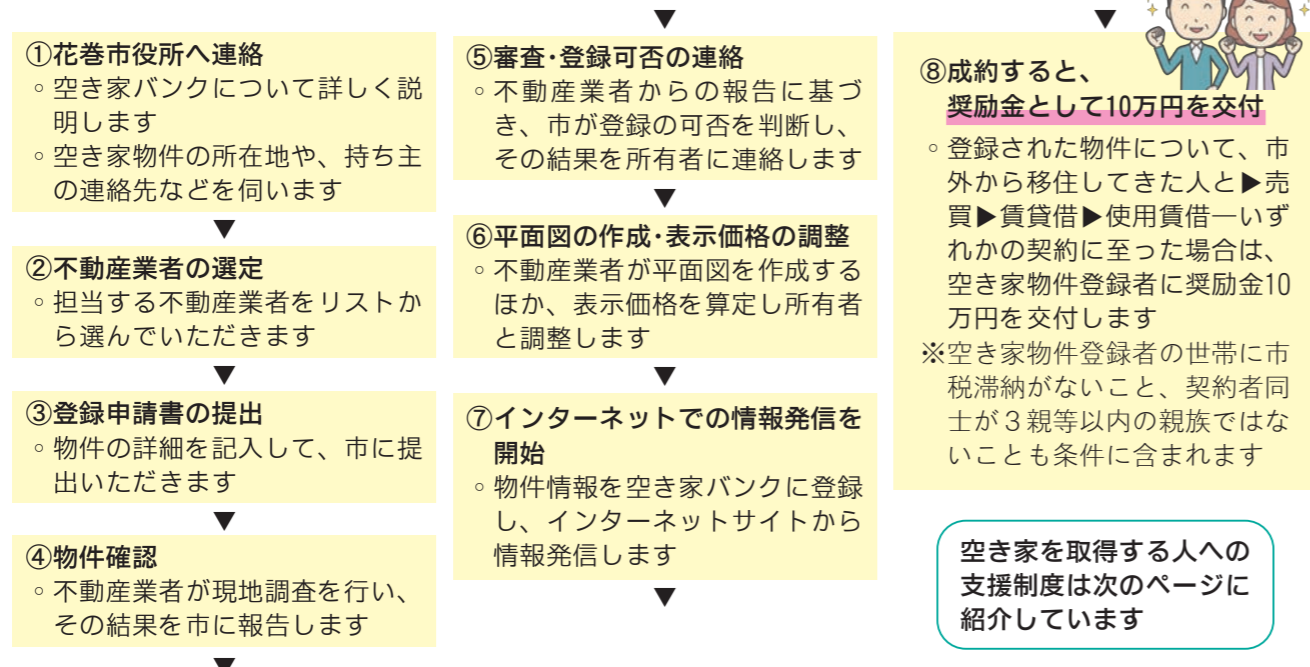 ①花巻市役所へ連絡
◦空き家バンクについて詳しく説
明します
◦空き家物件の所在地や、持ち主
の連絡先などを伺います
▼
②不動産業者の選定
◦担当する不動産業者をリストか
ら選んでいただきます
▼
③登録申請書の提出
◦物件の詳細を記入して、市に提
出いただきます
▼
④物件確認
◦不動産業者が現地調査を行い、
その結果を市に報告します
▼
▼
⑤審査・登録可否の連絡
◦不動産業者からの報告に基づ
き、市が登録の可否を判断し、
その結果を所有者に連絡します
▼
⑥平面図の作成・表示価格の調整
◦不動産業者が平面図を作成する
ほか、表示価格を算定し所有者
と調整します
▼
⑦インターネットでの情報発信を
開始
◦物件情報を空き家バンクに登録
し、インターネットサイトから
情報発信します
▼
▼
⑧成約すると、
奨励金として10万円を交付
◦登録された物件について、市
外から移住してきた人と▶売
買▶賃貸借▶使用貸借―いず
れかの契約に至った場合は、
空き家物件登録者に奨励金10
万円を交付します
※空き家物件登録者の世帯に市
税滞納がないこと、契約者同
士が３親等以内の親族ではな
いことも条件に含まれます
空き家を取得する人への
支援制度は次のページに
紹介しています